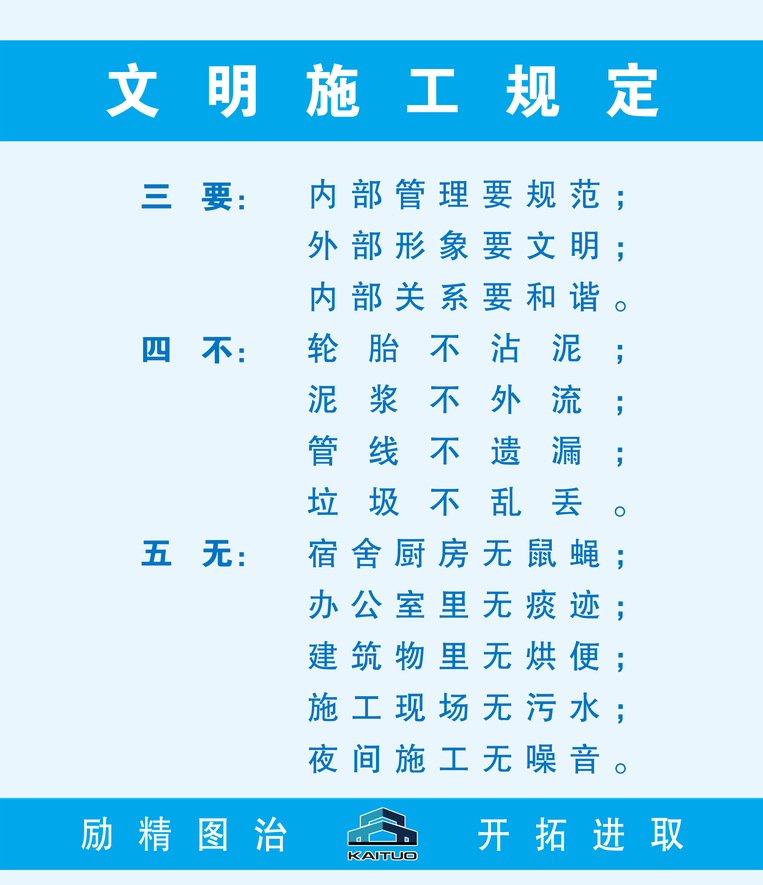 文明施工规定
三要： 内部管理要规范；
外部形象要文明；
内部关系要和谐。
四不： 轮胎不沾泥；
泥浆不外流；
管线不遗漏；
垃圾不乱丢。
五无： 宿舍厨房无鼠蝇；
办公室里无痰迹；
建筑物里无烘便；
施工现场无污水；
夜间施工无噪音。
励精图治 KAITUO 开拓进取